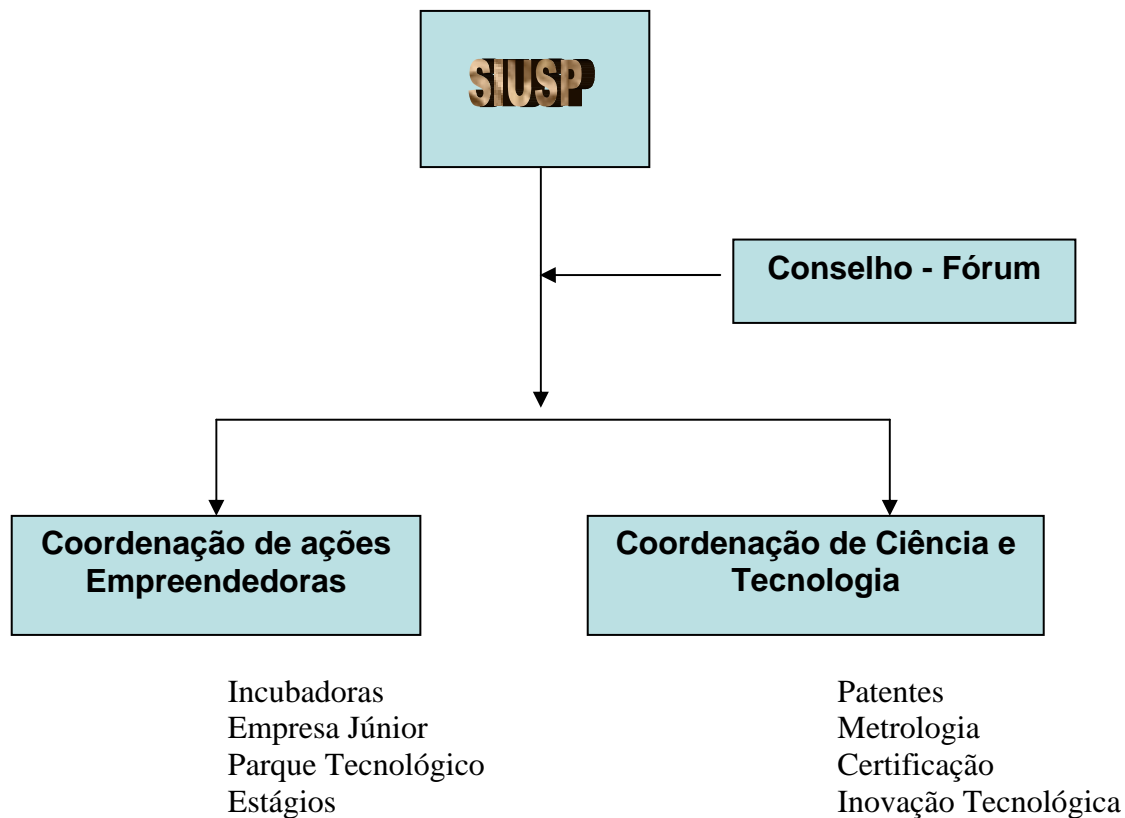 SIUSP
Conselho - Fórum
Coordenação de ações
Empreendedoras
Coordenação de Ciência e
Tecnologia
Incubadoras
Empresa Júnior
Parque Tecnológico
Estágios
Patentes
Metrologia
Certificação
Inovação Tecnológica